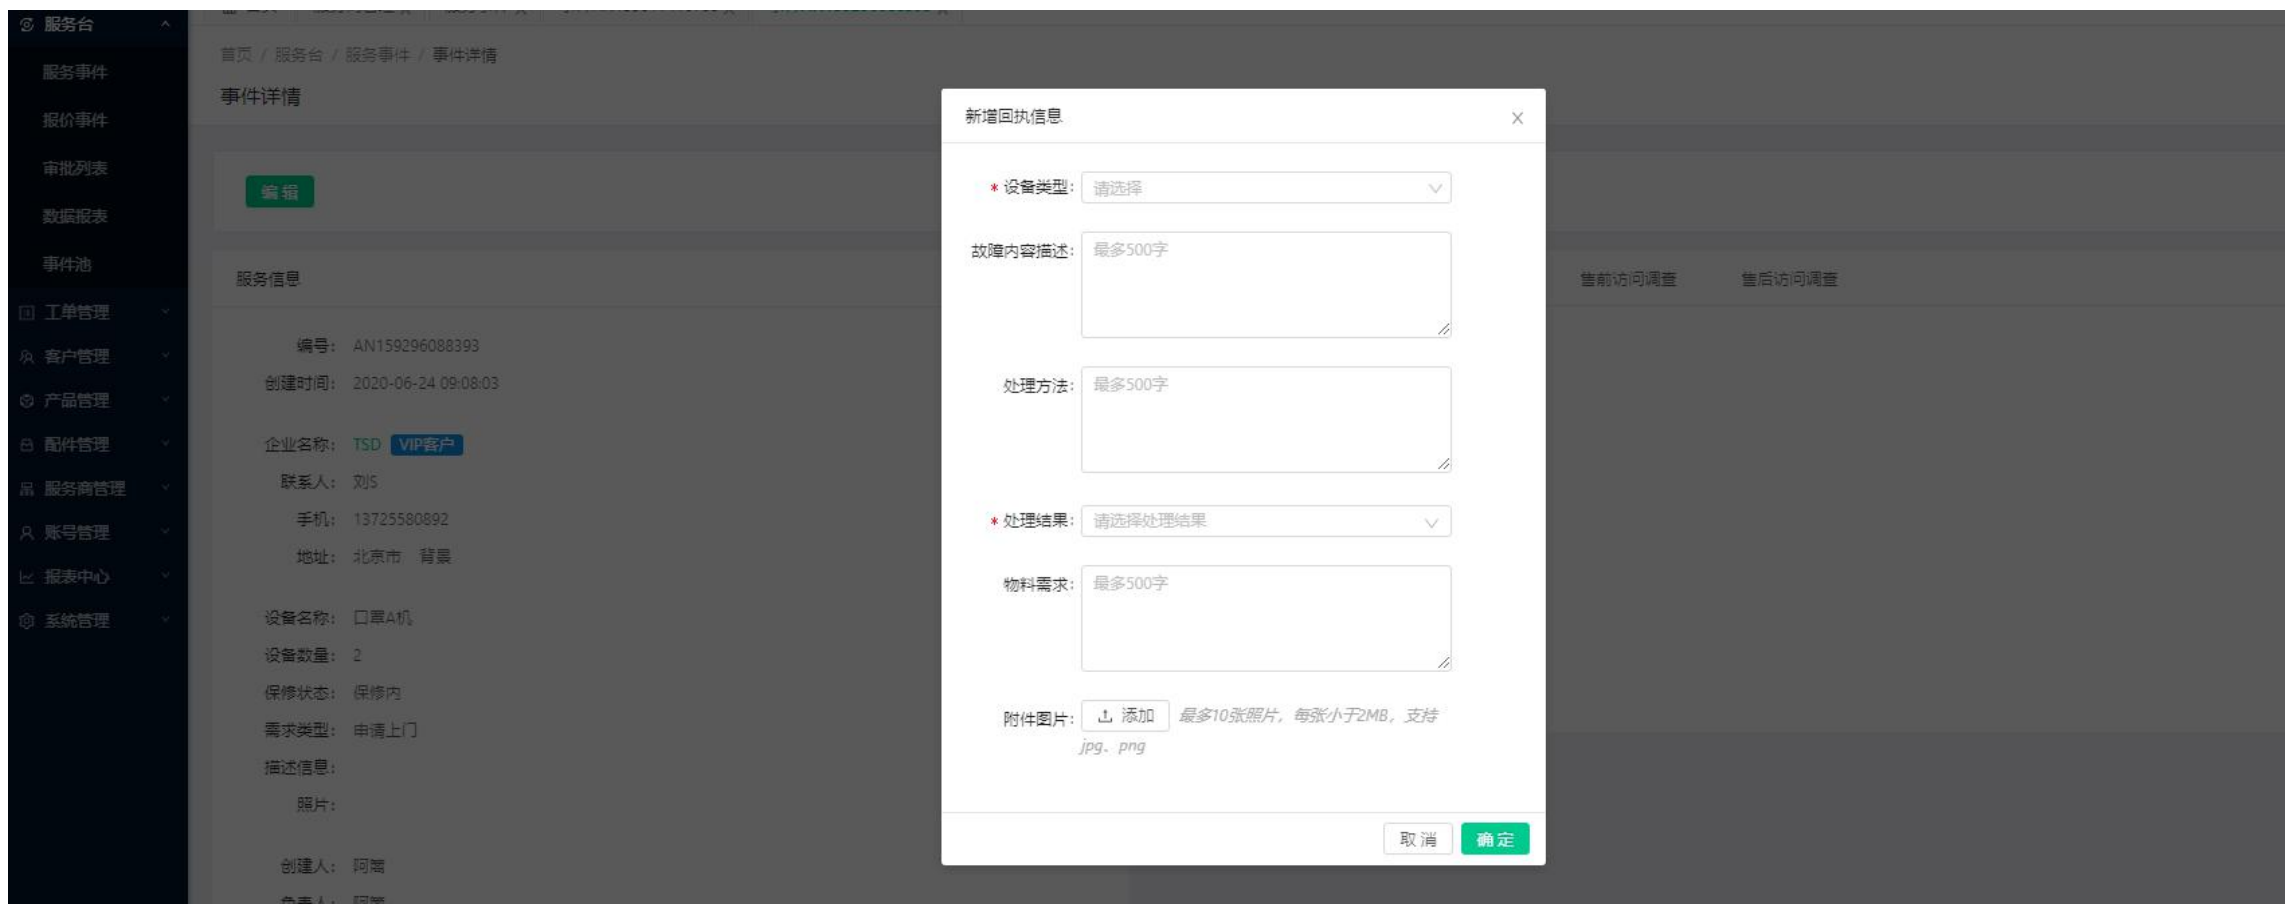 服务台
服务事件
报价事件
审批列表
数据报表
事件池
工单管理
客户管理
产品管理
配件管理
服务商管理
账号管理
报表中心
系统管理
首页 / 服务台 / 服务事件 / 事件详情
事件详情
编辑
服务信息
编号: AN159296088393
创建时间: 2020-06-24 09:08:03
企业名称: TSD VIP客户
联系人: 刘S
手机: 13725580892
地址: 北京市 背景
设备名称: 口罩A机
设备数量: 2
保修状态: 保修内
需求类型: 申请上门
描述信息:
照片:
创建人:
售前访问调查 售后访问调查
新增回执信息
* 设备类型: 请选择
故障内容描述: 最多500字
处理方法: 最多500字
* 处理结果: 请选择处理结果
物料需求: 最多500字
附件图片: 添加 最多10张照片, 每张小于2MB, 支持
jpg、png
取消 确定